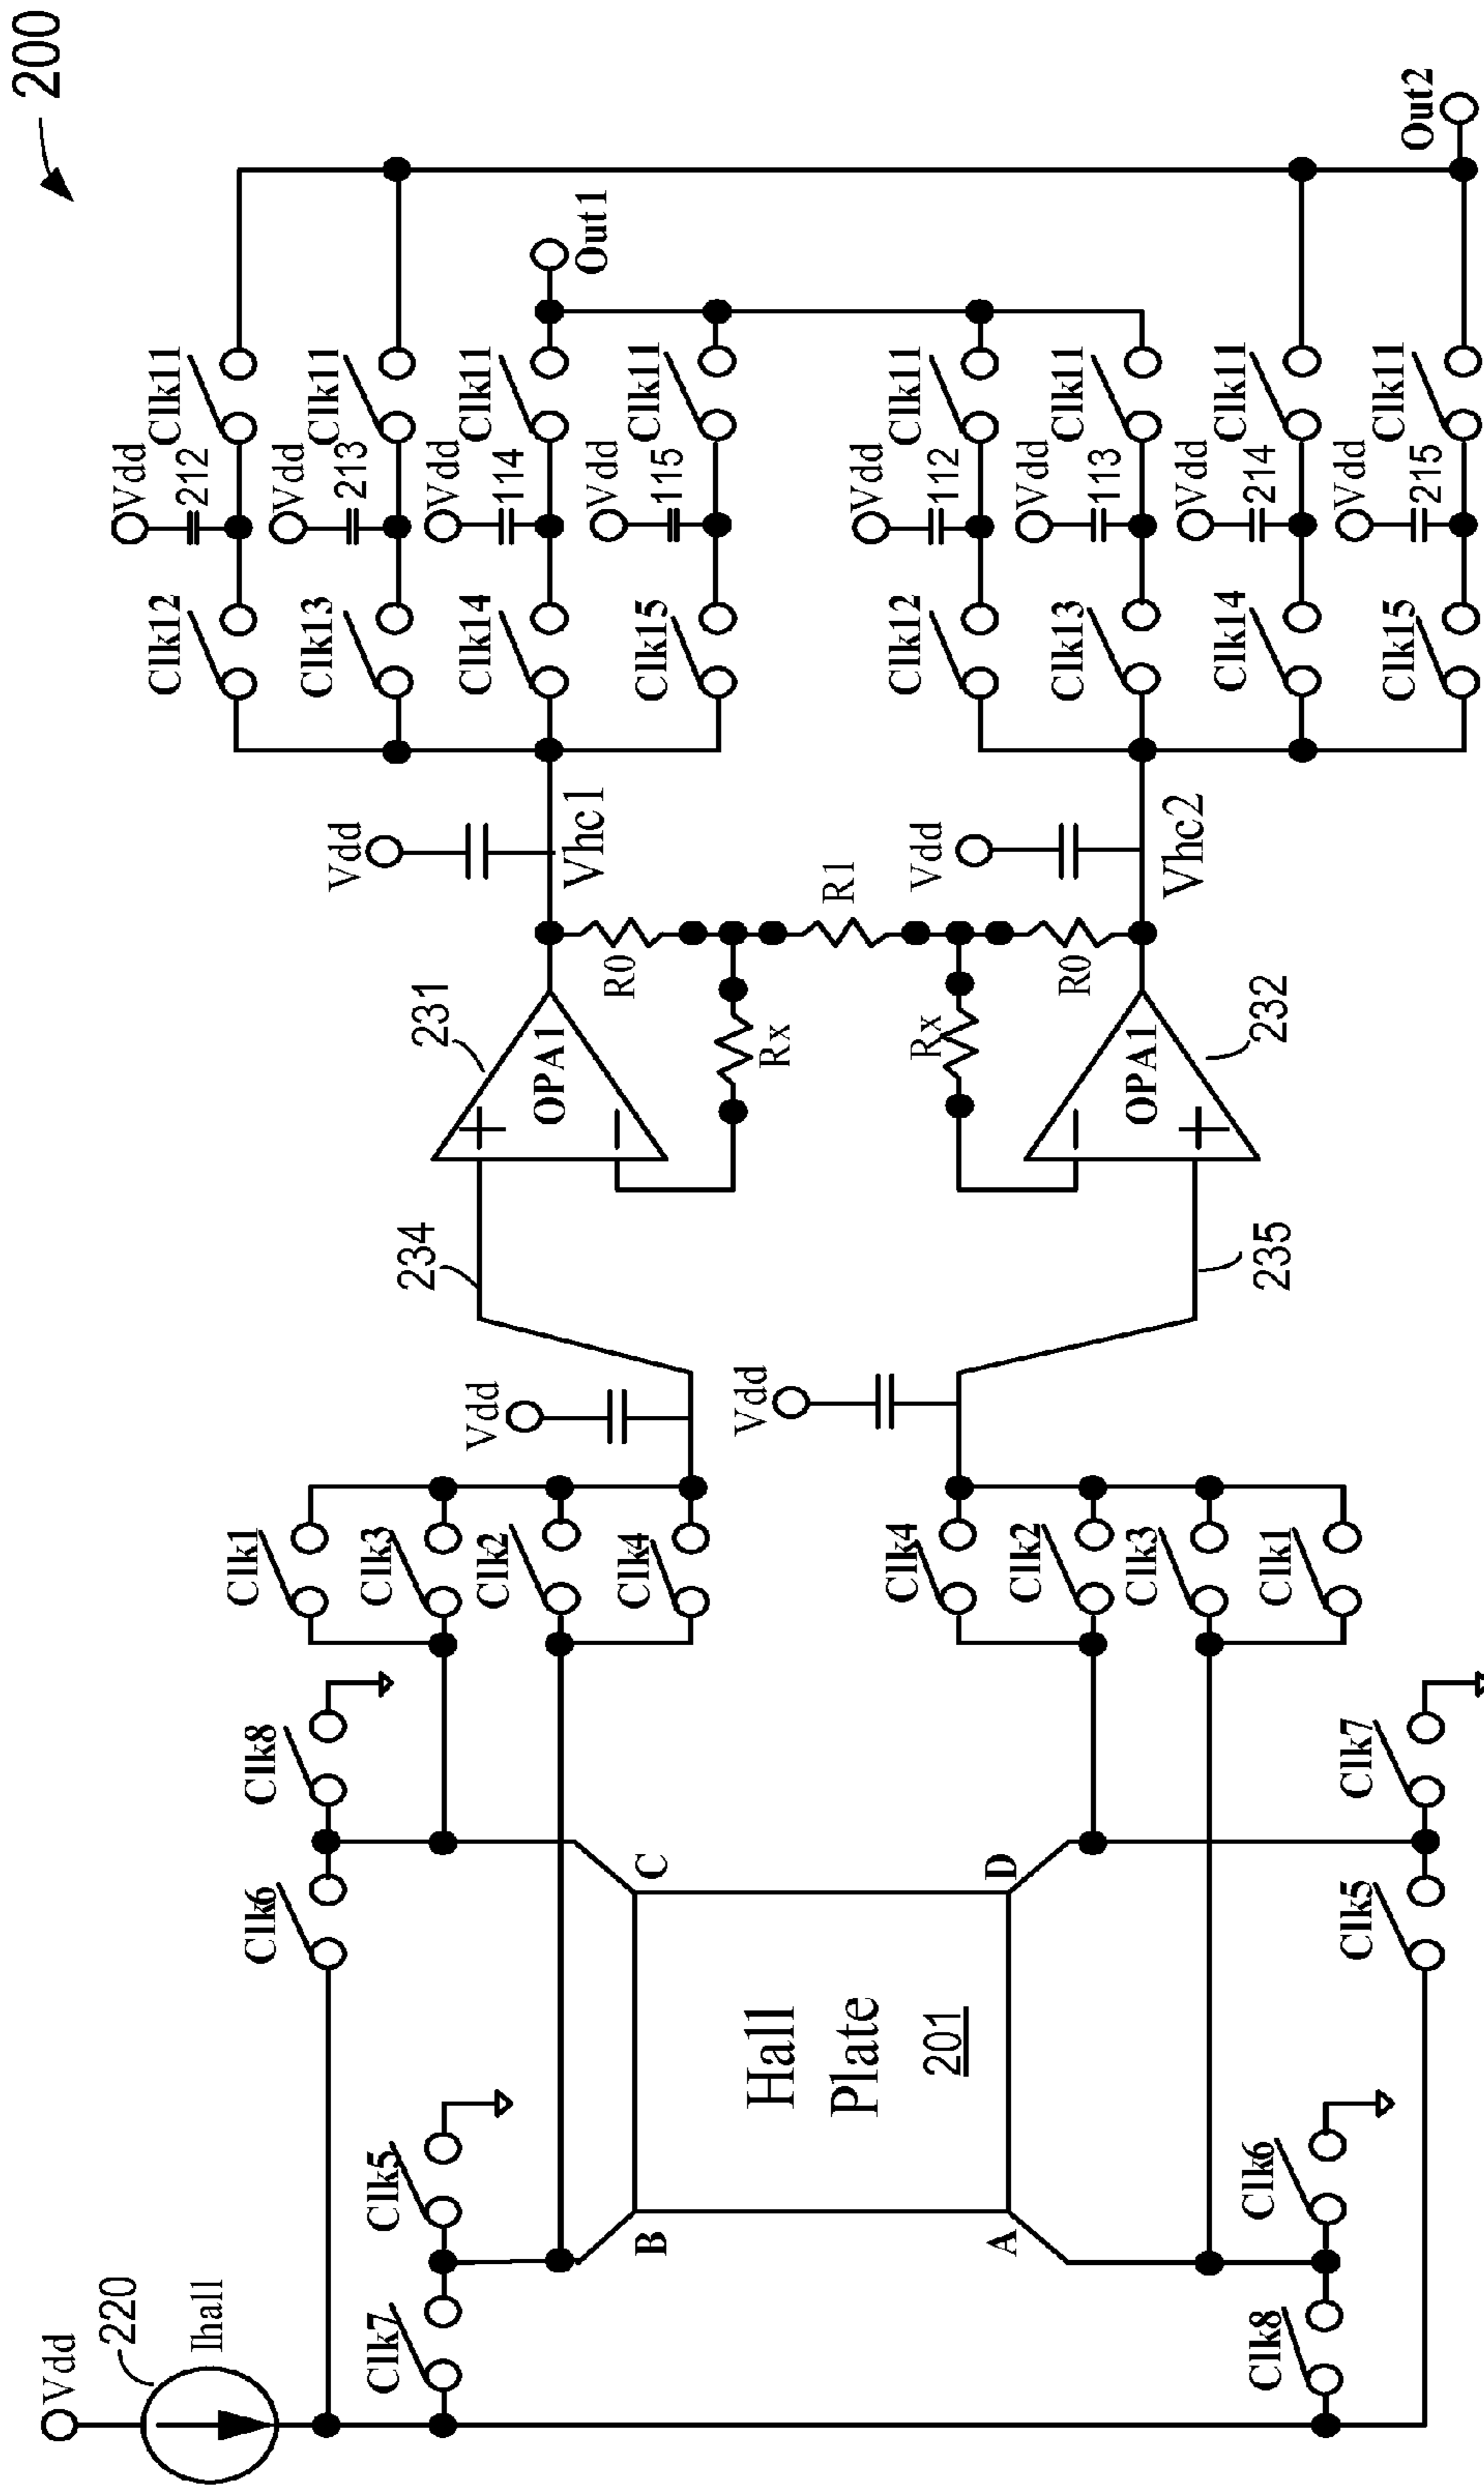 200
Vdd
220
Ihall
Clk7
Clk5
Clk6
Clk8
Clk8
Clk6
Clk5
Clk7
B
C
A
D
Hall
Plate
201
Clk1
Clk3
Clk2
Clk4
Clk4
Clk2
Clk3
Clk1
Vdd
Vdd
234
235
231
232
OPA1
+
−
OPA1
−
+
Rx
Rx
R0
R1
R0
Vdd
Vhc1
Vdd
Vhc2
Clk12
Vdd
212
Clk11
Clk13
Vdd
213
Clk11
Clk14
Vdd
114
Clk11
Clk15
Vdd
115
Clk11
Out1
Clk12
Vdd
112
Clk11
Clk13
Vdd
113
Clk11
Clk14
Vdd
214
Clk11
Clk15
Vdd
215
Clk11
Out2